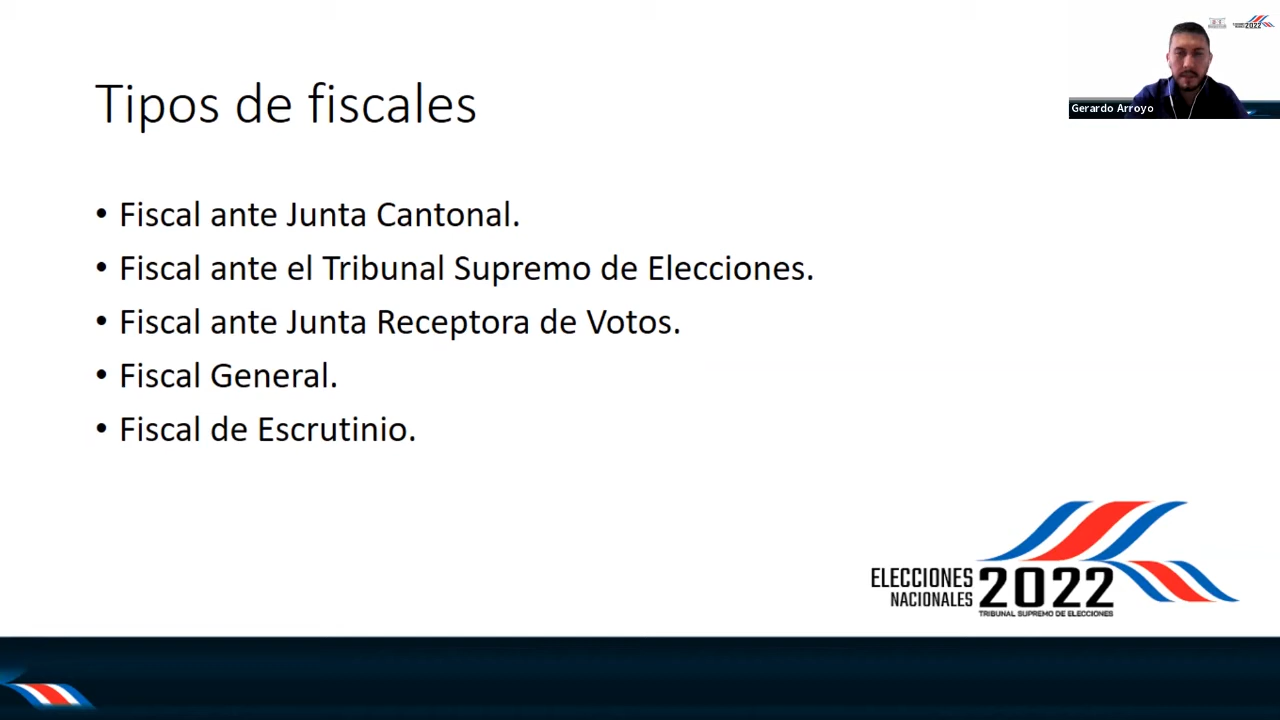 Tipos de fiscales
• Fiscal ante Junta Cantonal.
• Fiscal ante el Tribunal Supremo de Elecciones.
• Fiscal ante Junta Receptora de Votos.
• Fiscal General.
• Fiscal de Escrutinio.
Gerardo Arroyo
2022
ELECCIONES
NACIONALES
2022
TRIBUNAL SUPREMO DE ELECCIONES